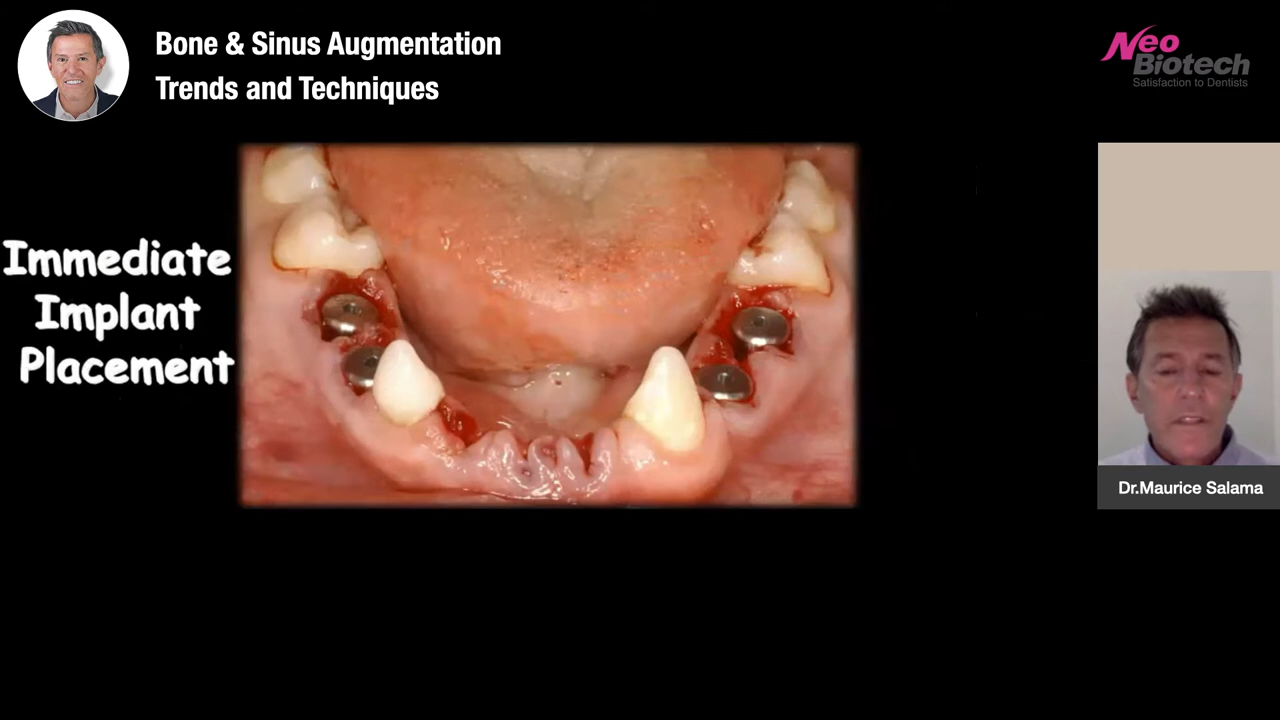 Bone & Sinus Augmentation
Trends and Techniques
Neo
Biotech
Satisfaction to Dentists
Immediate
Implant
Placement
Dr.Maurice Salama